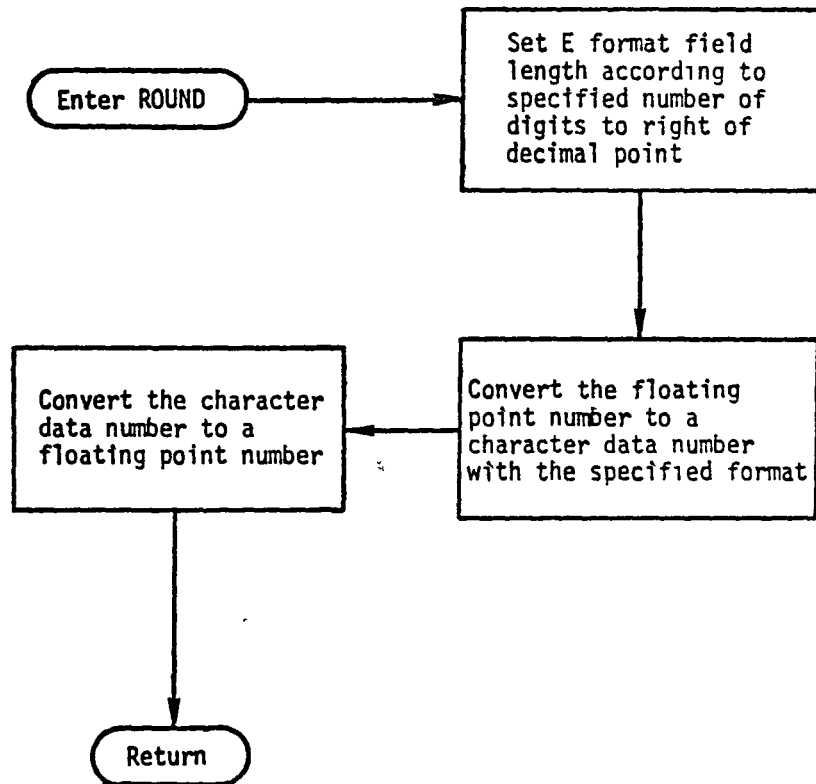 Enter ROUND
Set E format field
length according to
specified number of
digits to right of
decimal point
Convert the floating
point number to a
character data number
with the specified format
Convert the character
data number to a
floating point number
Return